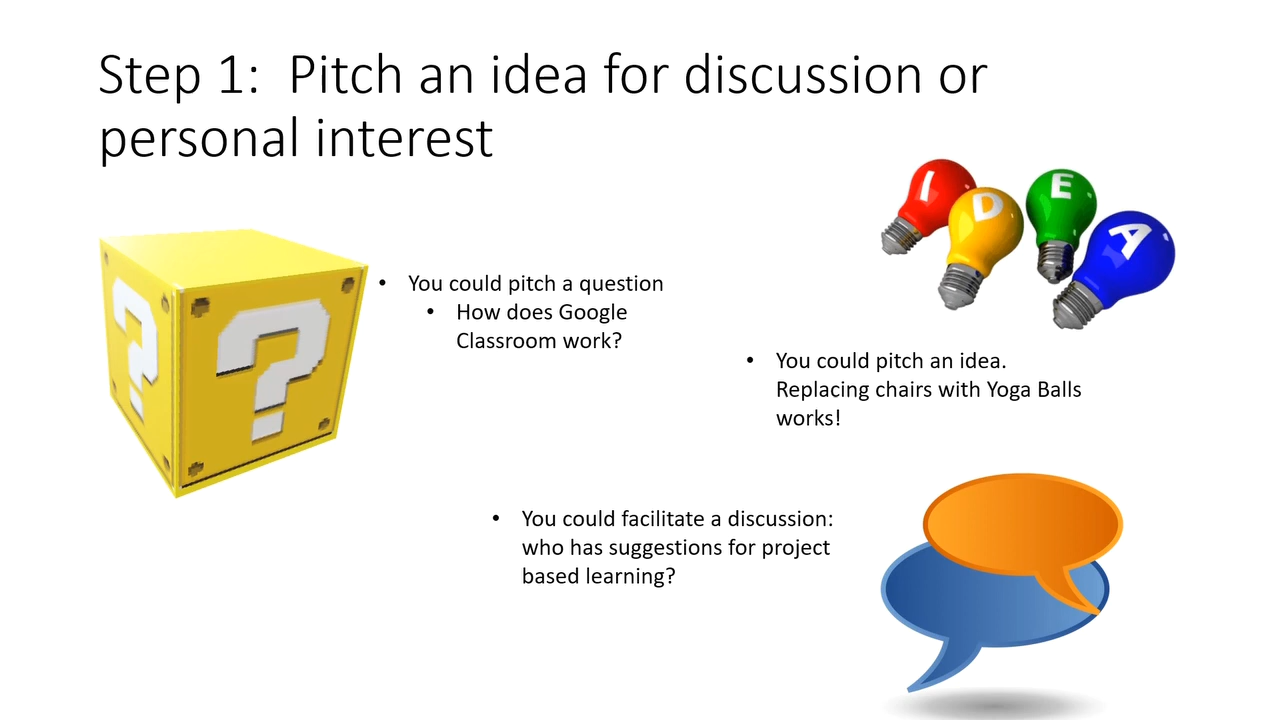 Step 1:  Pitch an idea for discussion or
personal interest
I D E A
? ?
• You could pitch a question
• How does Google
Classroom work?
• You could pitch an idea.
Replacing chairs with Yoga Balls
works!
• You could facilitate a discussion:
who has suggestions for project
based learning?